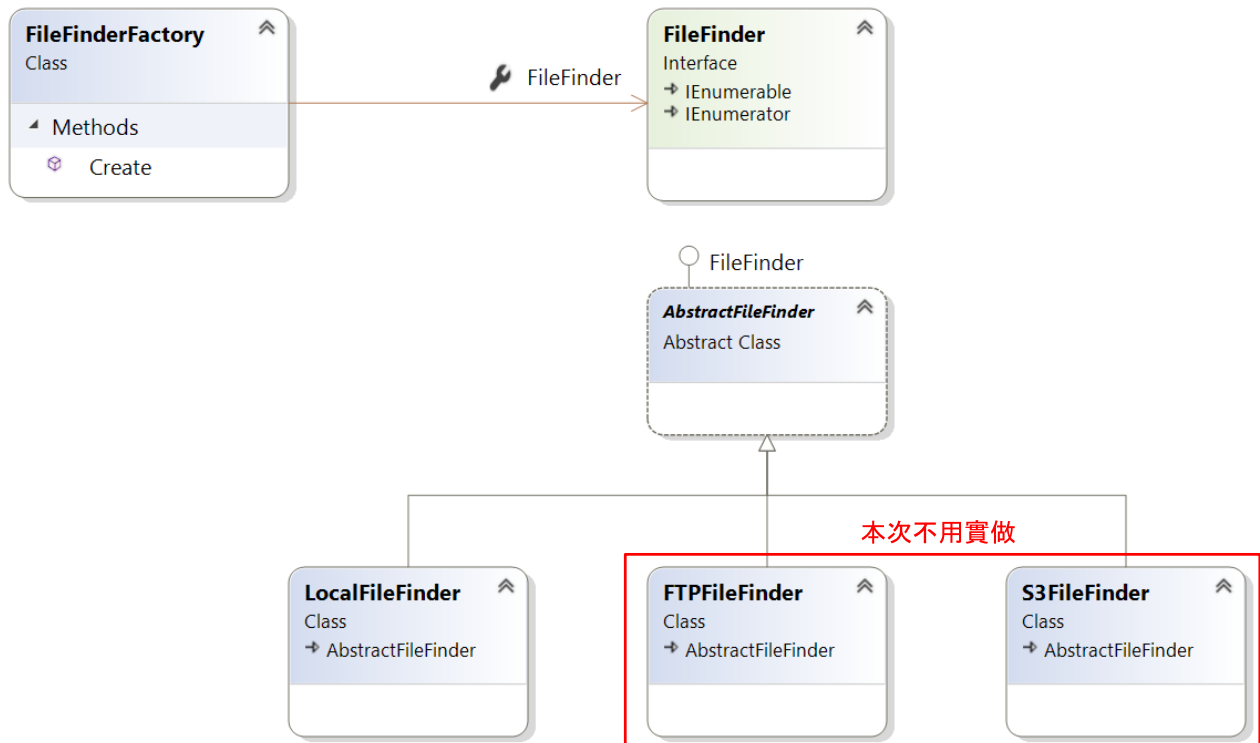 FileFinderFactory
Class
Methods
Create
FileFinder
FileFinder
Interface
IEnumerable
IEnumerator
FileFinder
AbstractFileFinder
Abstract Class
本次不用實做
LocalFileFinder
Class
AbstractFileFinder
FTPFileFinder
Class
AbstractFileFinder
S3FileFinder
Class
AbstractFileFinder